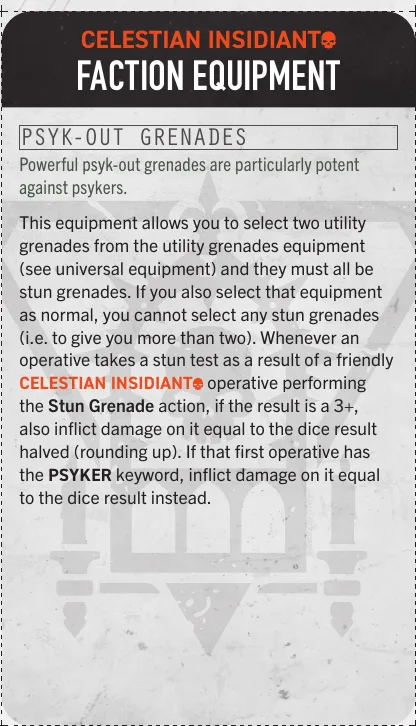 CELESTIAN INSIDIANT
FACTION EQUIPMENT
PSYK-OUT GRENADES
Powerful psyk-out grenades are particularly potent
against psykers.
This equipment allows you to select two utility
grenades from the utility grenades equipment
(see universal equipment) and they must all be
stun grenades. If you also select that equipment
as normal, you cannot select any stun grenades
(i.e. to give you more than two). Whenever an
operative takes a stun test as a result of a friendly
CELESTIAN INSIDIANT operative performing
the Stun Grenade action, if the result is a 3+,
also inflict damage on it equal to the dice result
halved (rounding up). If that first operative has
the PSYKER keyword, inflict damage on it equal
to the dice result instead.